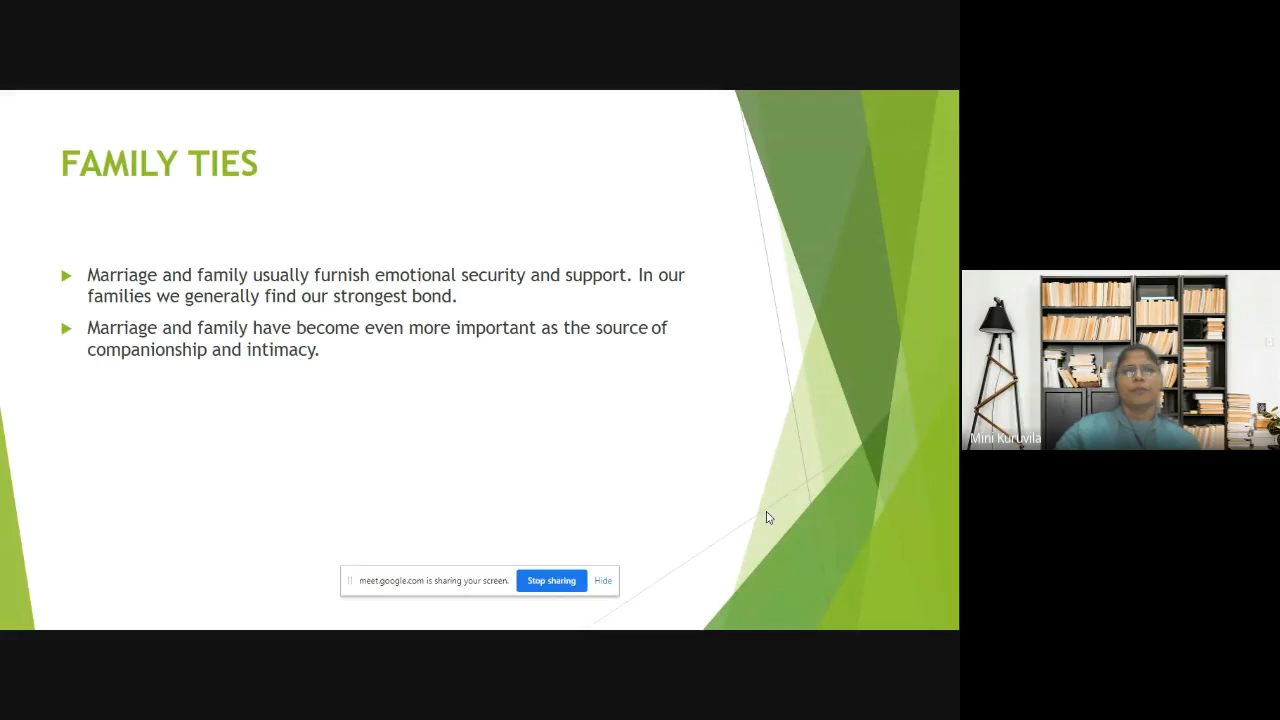 FAMILY TIES
Marriage and family usually furnish emotional security and support. In our
families we generally find our strongest bond.
Marriage and family have become even more important as the source of
companionship and intimacy.
meet.google.com is sharing your screen. Stop sharing Hide
Mini Kuruvila